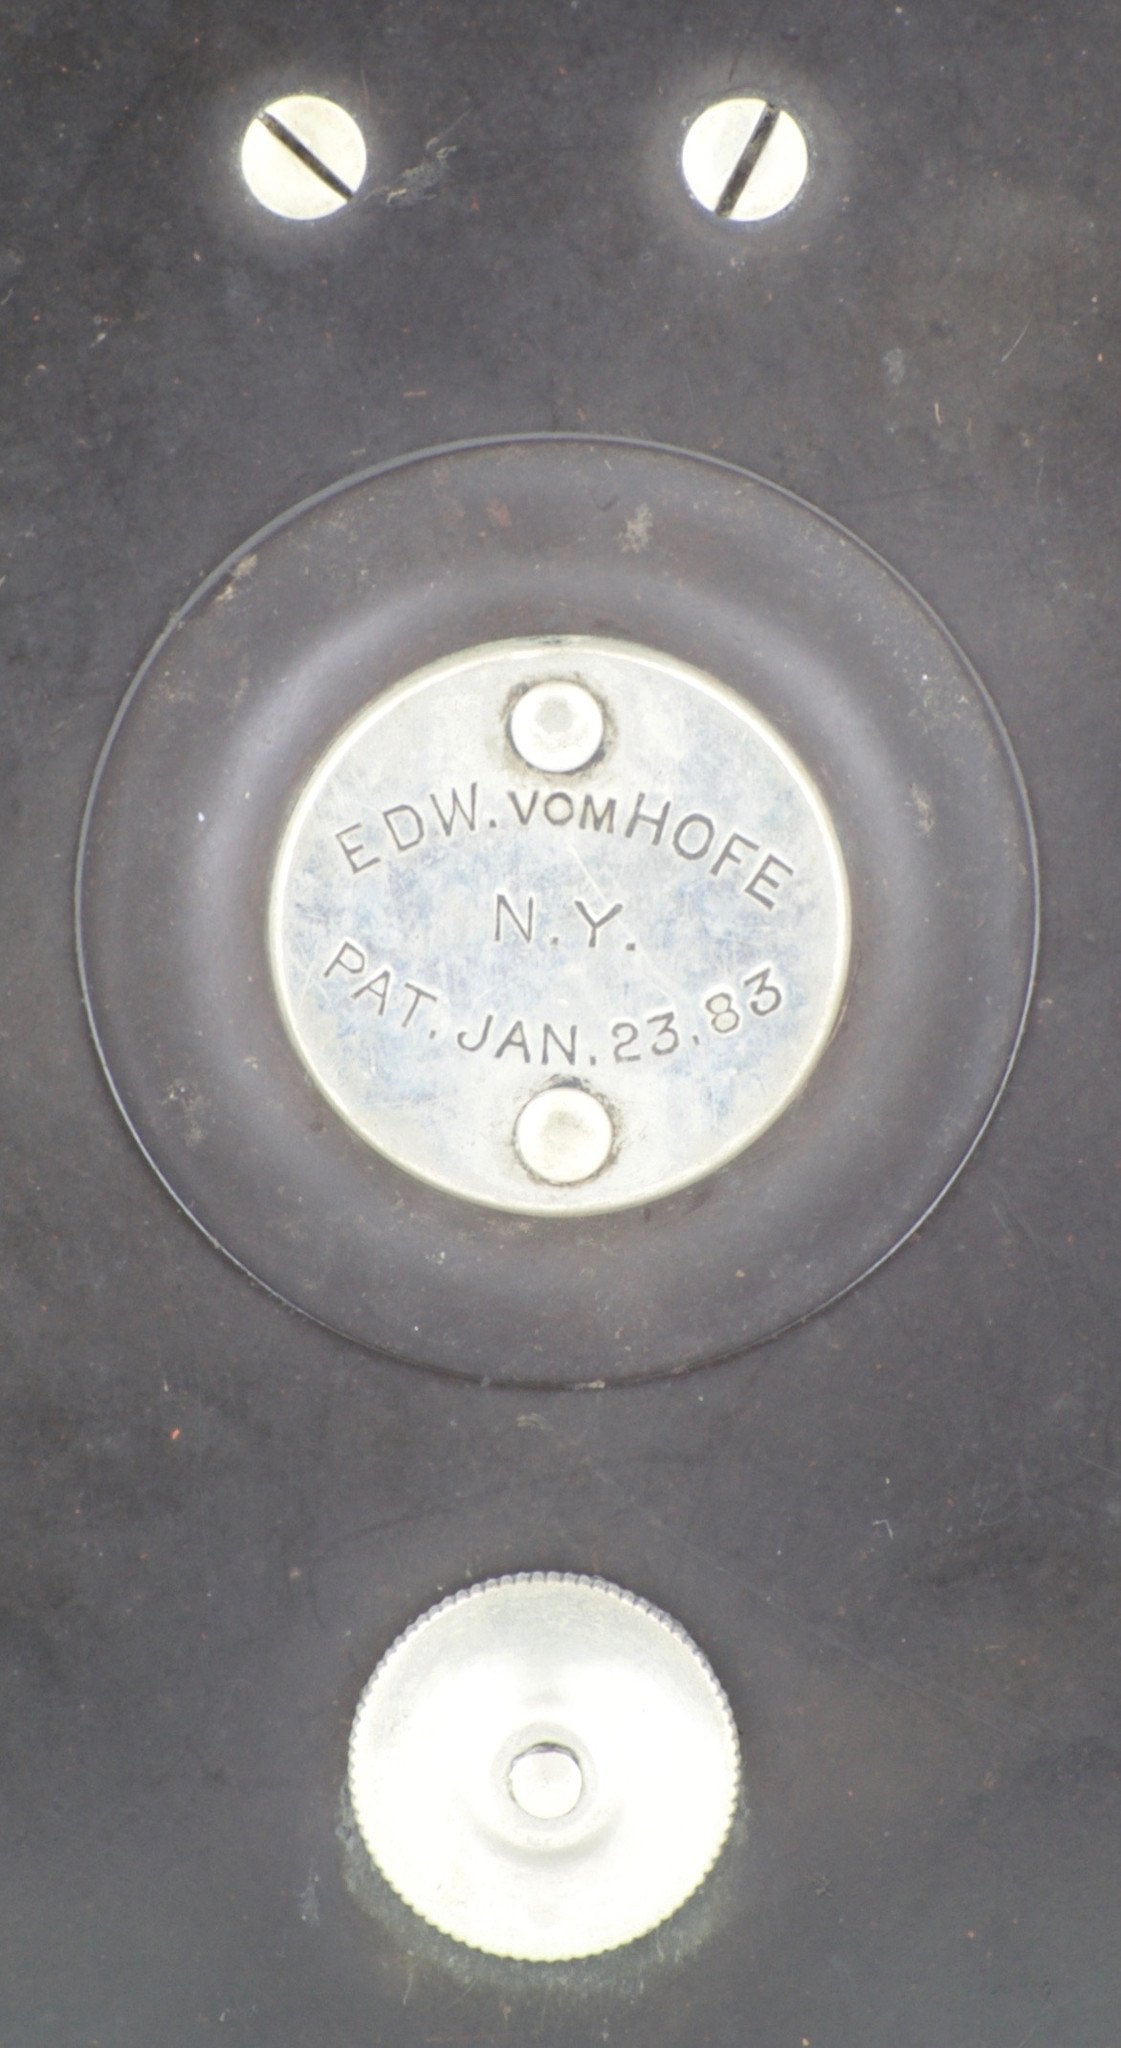 EDW. VOM HOFE
N.Y.
PAT. JAN. 23. 83